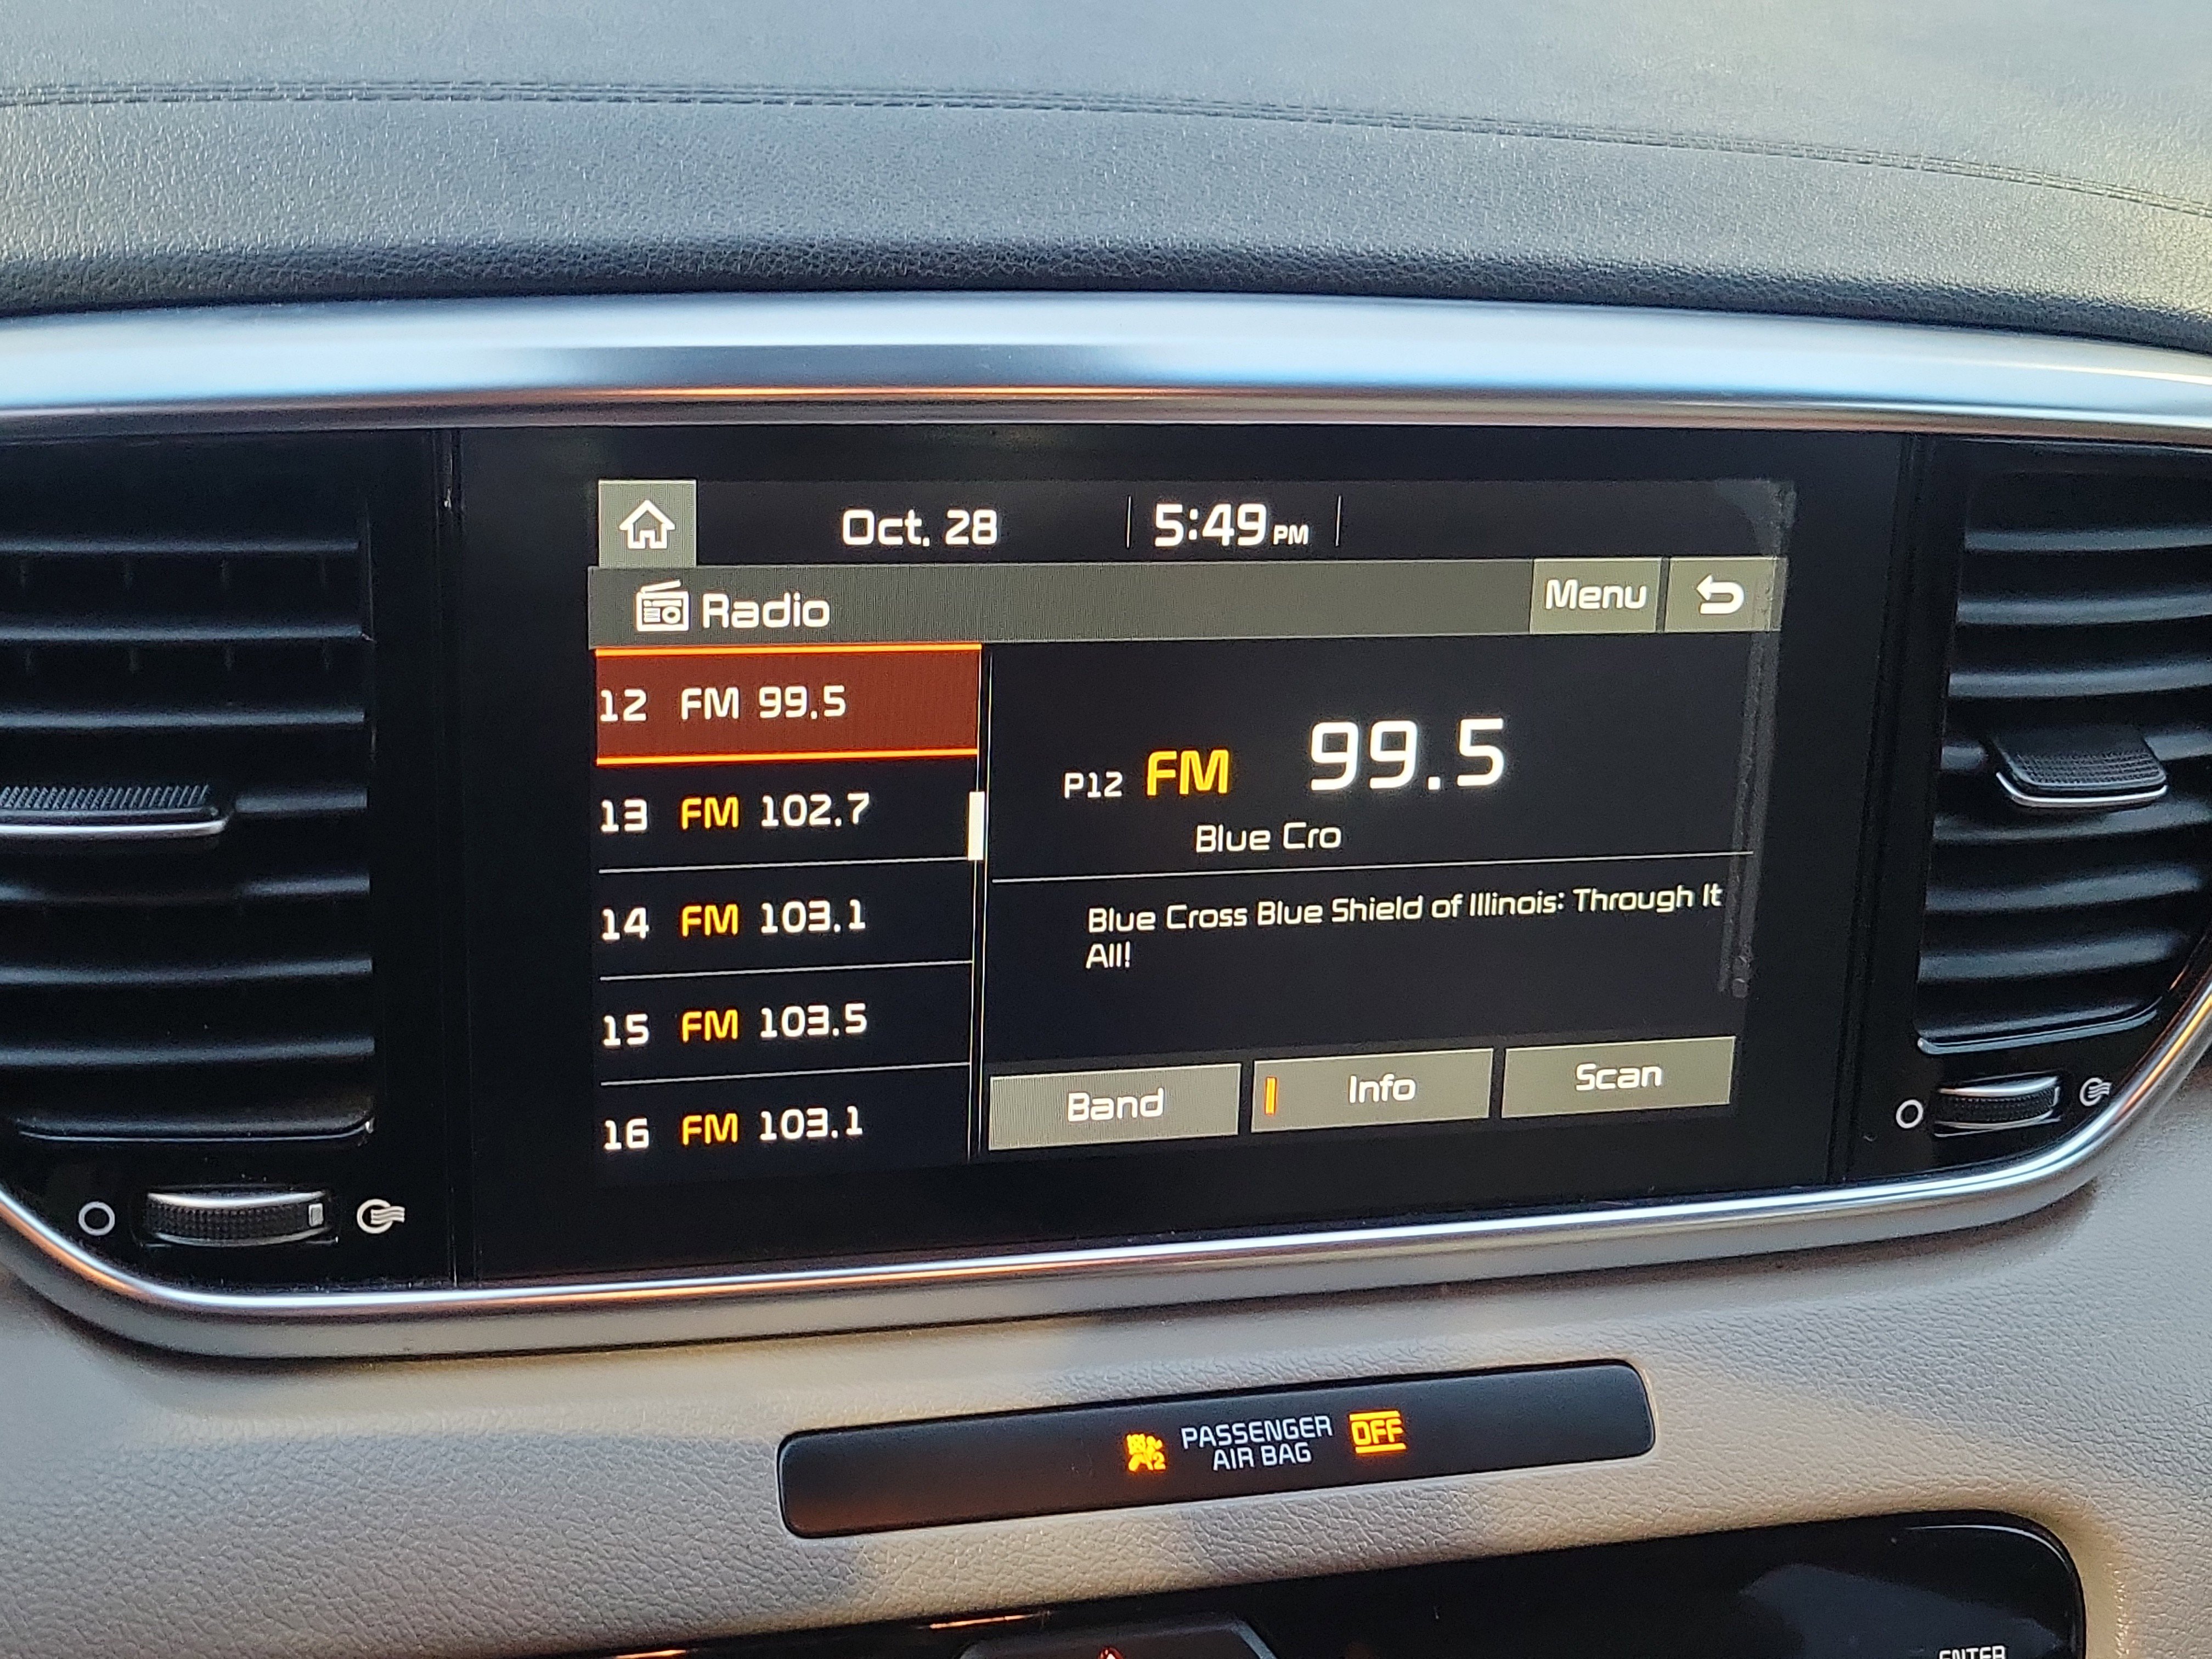 Oct. 28 5:49 PM
Radio Menu
12 FM 99.5
13 FM 102.7
14 FM 103.1
15 FM 103.5
16 FM 103.1
P12 FM 99.5
Blue Cro
Blue Cross Blue Shield of Illinois: Through It
All!
Band Info Scan
PASSENGER
AIR BAG
OFF
2
ENTER